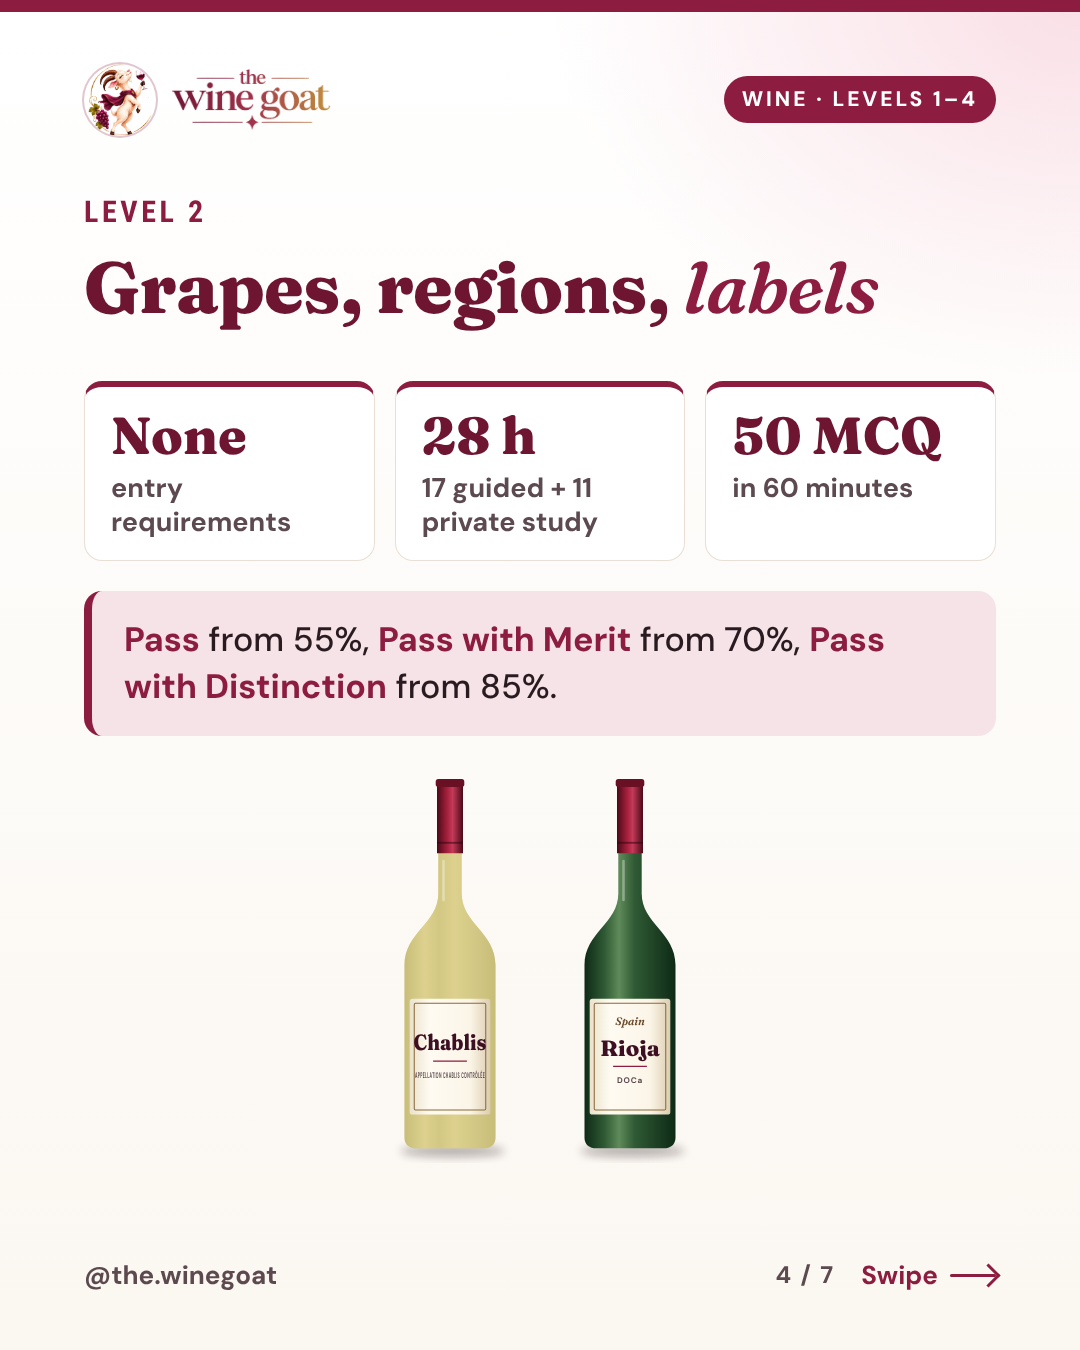 the
wine goat
WINE · LEVELS 1–4
LEVEL 2
Grapes, regions, labels
None
entry
requirements
28 h
17 guided + 11
private study
50 MCQ
in 60 minutes
Pass from 55%, Pass with Merit from 70%, Pass
with Distinction from 85%.
Chablis
APPELLATION CHABLIS CONTRÔLÉE
Spain
Rioja
DOCa
@the.winegoat
4 / 7
Swipe